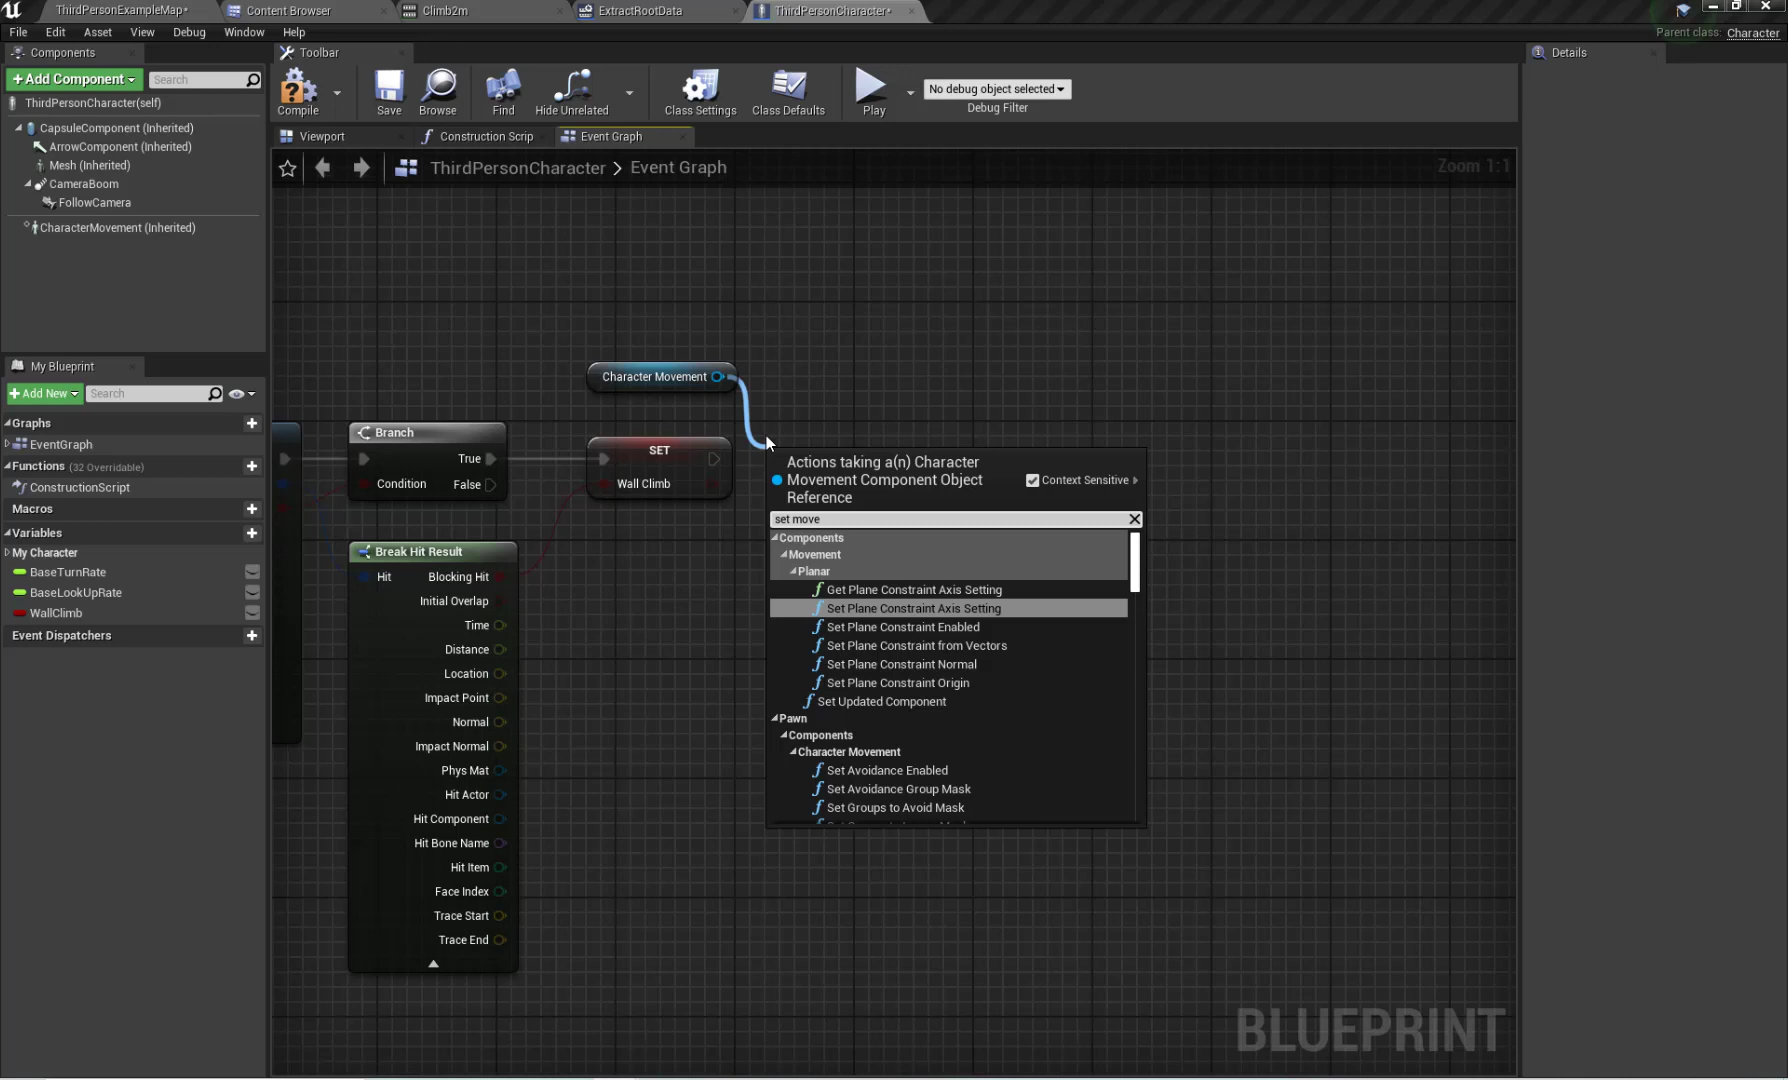 ThirdPersonExampleMap*
Content Browser
Climb2m
ExtractRootData
ThirdPersonCharacter*
File Edit Asset View Debug Window Help
Parent class: Character
Components
Toolbar
Details
+Add Component
Search
ThirdPersonCharacter(self)
CapsuleComponent (Inherited)
ArrowComponent (Inherited)
Mesh (Inherited)
CameraBoom
FollowCamera
CharacterMovement (Inherited)
Compile
Save
Browse
Find
Hide Unrelated
Class Settings
Class Defaults
Play
No debug object selected
Debug Filter
Viewport
Construction Scrip
Event Graph
ThirdPersonCharacter > Event Graph
Zoom 1:1
My Blueprint
+Add New
Search
Graphs
EventGraph
Functions (32 Overridable)
ConstructionScript
Macros
Variables
My Character
BaseTurnRate
BaseLookUpRate
WallClimb
Event Dispatchers
Character Movement
Branch
True
Condition
False
SET
Wall Climb
Break Hit Result
Hit
Blocking Hit
Initial Overlap
Time
Distance
Location
Impact Point
Normal
Impact Normal
Phys Mat
Hit Actor
Hit Component
Hit Bone Name
Hit Item
Face Index
Trace Start
Trace End
Actions taking a(n) Character
Movement Component Object
Reference
Context Sensitive
set move
Components
Movement
Planar
Get Plane Constraint Axis Setting
Set Plane Constraint Axis Setting
Set Plane Constraint Enabled
Set Plane Constraint from Vectors
Set Plane Constraint Normal
Set Plane Constraint Origin
Set Updated Component
Pawn
Components
Character Movement
Set Avoidance Enabled
Set Avoidance Group Mask
Set Groups to Avoid Mask
BLUEPRINT